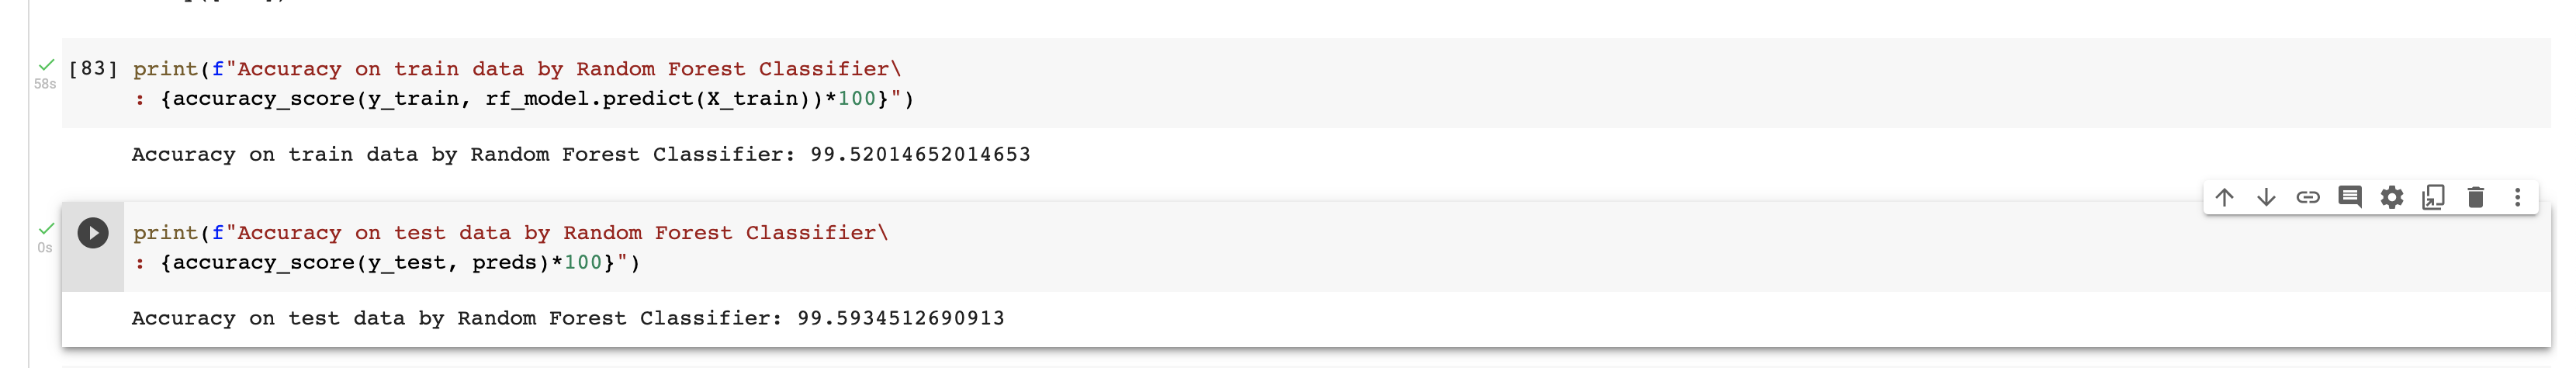 [83] print(f"Accuracy on train data by Random Forest Classifier\
58s
: {accuracy_score(y_train, rf_model.predict(X_train))*100}")
Accuracy on train data by Random Forest Classifier: 99.52014652014653
print(f"Accuracy on test data by Random Forest Classifier\
0s
: {accuracy_score(y_test, preds)*100}")
Accuracy on test data by Random Forest Classifier: 99.5934512690913